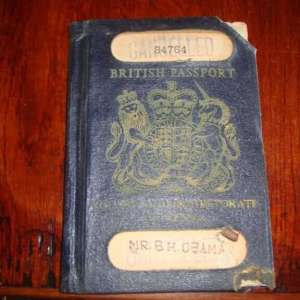 CANCELLED
84764
BRITISH PASSPORT
PROTECTORATE
MR. B.H. OBAMA